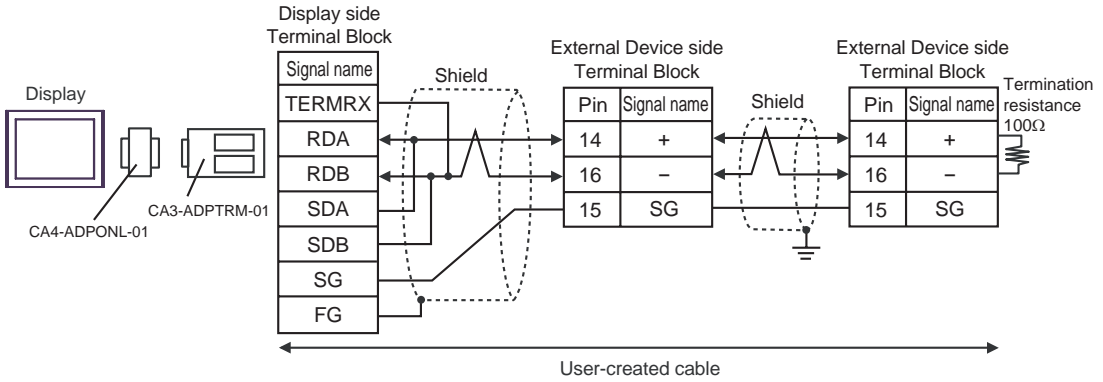 Display
CA4-ADPONL-01
CA3-ADPTRM-01
Display side
Terminal Block
Signal name
TERMRX
RDA
RDB
SDA
SDB
SG
FG
Shield
External Device side
Terminal Block
Pin Signal name
14 +
16 −
15 SG
Shield
External Device side
Terminal Block
Pin Signal name
14 +
16 −
15 SG
Termination
resistance
100Ω
User-created cable